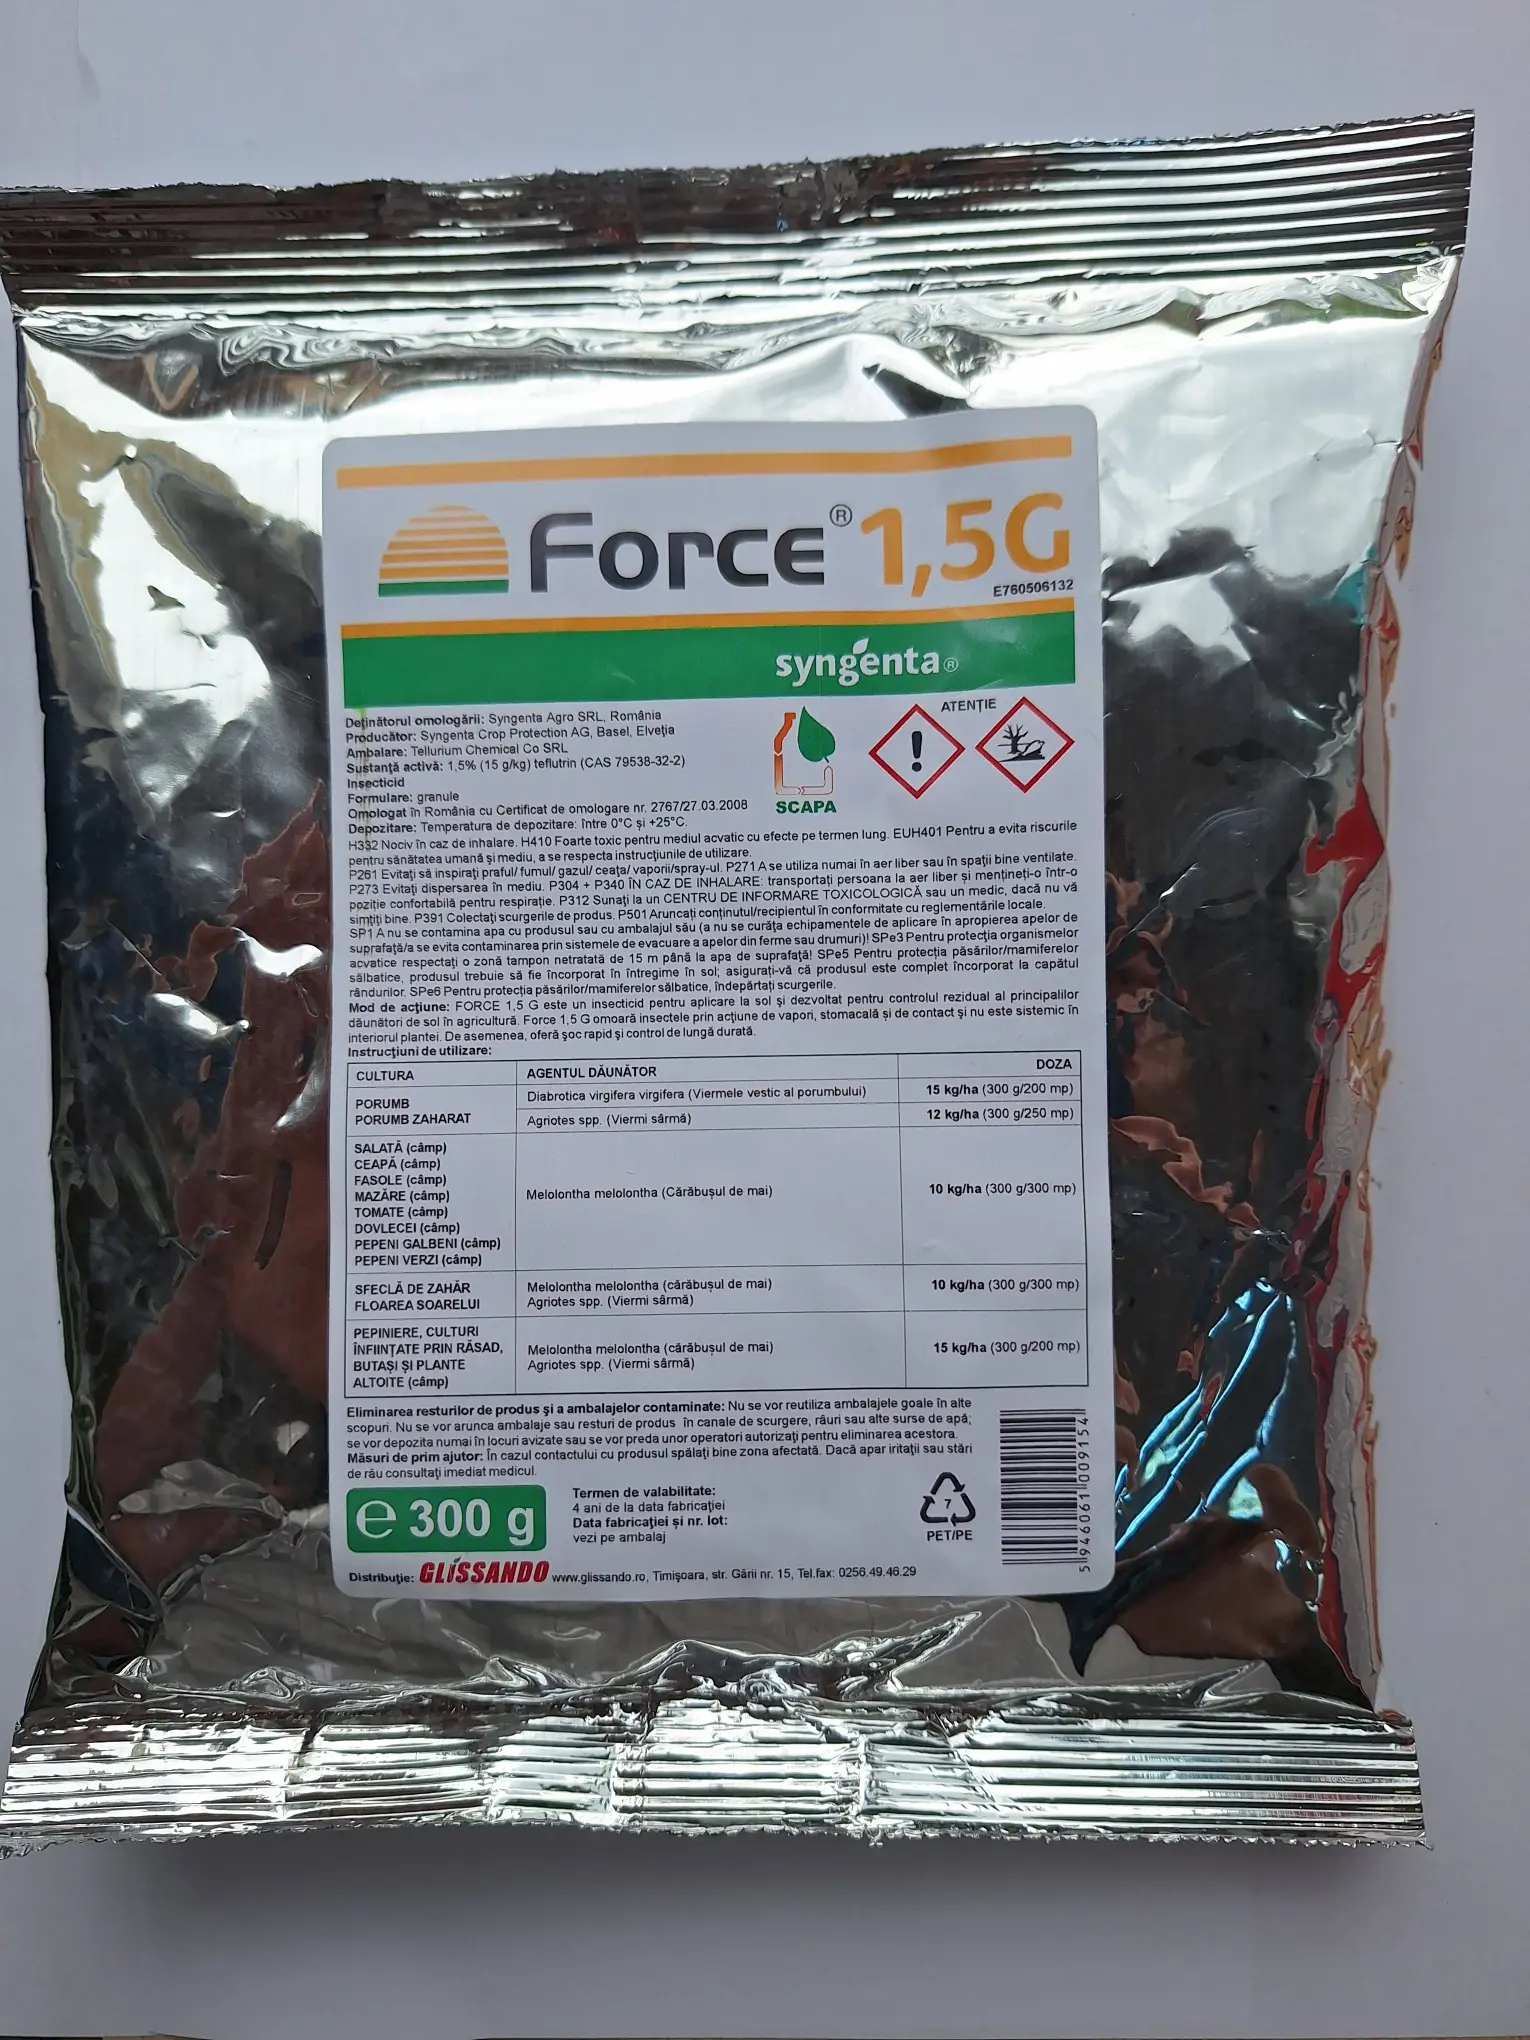 Force® 1,5G
E760506132
syngenta®
Deținătorul omologării: Syngenta Agro SRL, România
Producător: Syngenta Crop Protection AG, Basel, Elveția
Ambalare: Tellurium Chemical Co SRL
Sustanță activă: 1,5% (15 g/kg) teflutrin (CAS 79538-32-2)
Insecticid
Formulare: granule
Omologat în România cu Certificat de omologare nr. 2767/27.03.2008
Depozitare: Temperatura de depozitare: între 0°C și +25°C.
SCAPA
ATENȚIE
H332 Nociv în caz de inhalare. H410 Foarte toxic pentru mediul acvatic cu efecte pe termen lung. EUH401 Pentru a evita riscurile
pentru sănătatea umană și mediu, a se respecta instrucțiunile de utilizare.
P261 Evitați să inspirați praful/ fumul/ gazul/ ceața/ vaporii/spray-ul. P271 A se utiliza numai în aer liber sau în spații bine ventilate.
P273 Evitați dispersarea în mediu. P304 + P340 ÎN CAZ DE INHALARE: transportați persoana la aer liber și mențineți-o într-o
poziție confortabilă pentru respirație. P312 Sunați la un CENTRU DE INFORMARE TOXICOLOGICĂ sau un medic, dacă nu vă
simțiți bine. P391 Colectați scurgerile de produs. P501 Aruncați conținutul/recipientul în conformitate cu reglementările locale.
SP1 A nu se contamina apa cu produsul sau cu ambalajul său (a nu se curăța echipamentele de aplicare în apropierea apelor de
suprafață/a se evita contaminarea prin sistemele de evacuare a apelor din ferme sau drumuri)! SPe3 Pentru protecția organismelor
acvatice respectați o zonă tampon netratată de 15 m până la apa de suprafață! SPe5 Pentru protecția păsărilor/mamiferelor
sălbatice, produsul trebuie să fie încorporat în întregime în sol; asigurați-vă că produsul este complet încorporat la capătul
rândurilor. SPe6 Pentru protecția păsărilor/mamiferelor sălbatice, îndepărtați scurgerile.
Mod de acțiune: FORCE 1,5 G este un insecticid pentru aplicare la sol și dezvoltat pentru controlul rezidual al principalilor
dăunători de sol în agricultură. Force 1,5 G omoară insectele prin acțiune de vapori, stomacală și de contact și nu este sistemic în
interiorul plantei. De asemenea, oferă șoc rapid și control de lungă durată.
Instrucțiuni de utilizare:
CULTURA AGENTUL DĂUNĂTOR DOZA
PORUMB
PORUMB ZAHARAT
Diabrotica virgifera virgifera (Viermele vestic al porumbului) 15 kg/ha (300 g/200 mp)
Agriotes spp. (Viermi sârmă) 12 kg/ha (300 g/250 mp)
SALATĂ (câmp)
CEAPĂ (câmp)
FASOLE (câmp)
MAZĂRE (câmp)
TOMATE (câmp)
DOVLECEI (câmp)
PEPENI GALBENI (câmp)
PEPENI VERZI (câmp)
Melolontha melolontha (Cărăbușul de mai) 10 kg/ha (300 g/300 mp)
SFECLĂ DE ZAHĂR
FLOAREA SOARELUI
Melolontha melolontha (cărăbușul de mai)
Agriotes spp. (Viermi sârmă)
10 kg/ha (300 g/300 mp)
PEPINIERE, CULTURI
ÎNFIINȚATE PRIN RĂSAD,
BUTAȘI ȘI PLANTE
ALTOITE (câmp)
Melolontha melolontha (cărăbușul de mai)
Agriotes spp. (Viermi sârmă)
15 kg/ha (300 g/200 mp)
Eliminarea resturilor de produs și a ambalajelor contaminate: Nu se vor reutiliza ambalajele goale în alte
scopuri. Nu se vor arunca ambalaje sau resturi de produs în canale de scurgere, râuri sau alte surse de apă;
se vor depozita numai în locuri avizate sau se vor preda unor operatori autorizați pentru eliminarea acestora.
Măsuri de prim ajutor: În cazul contactului cu produsul spălați bine zona afectată. Dacă apar iritații sau stări
de rău consultați imediat medicul.
e 300 g
Termen de valabilitate:
4 ani de la data fabricației
Data fabricației și nr. lot:
vezi pe ambalaj
7
PET/PE
5 946061 009154
Distribuție: GLISSANDO www.glissando.ro, Timișoara, str. Gării nr. 15, Tel.fax: 0256.49.46.29